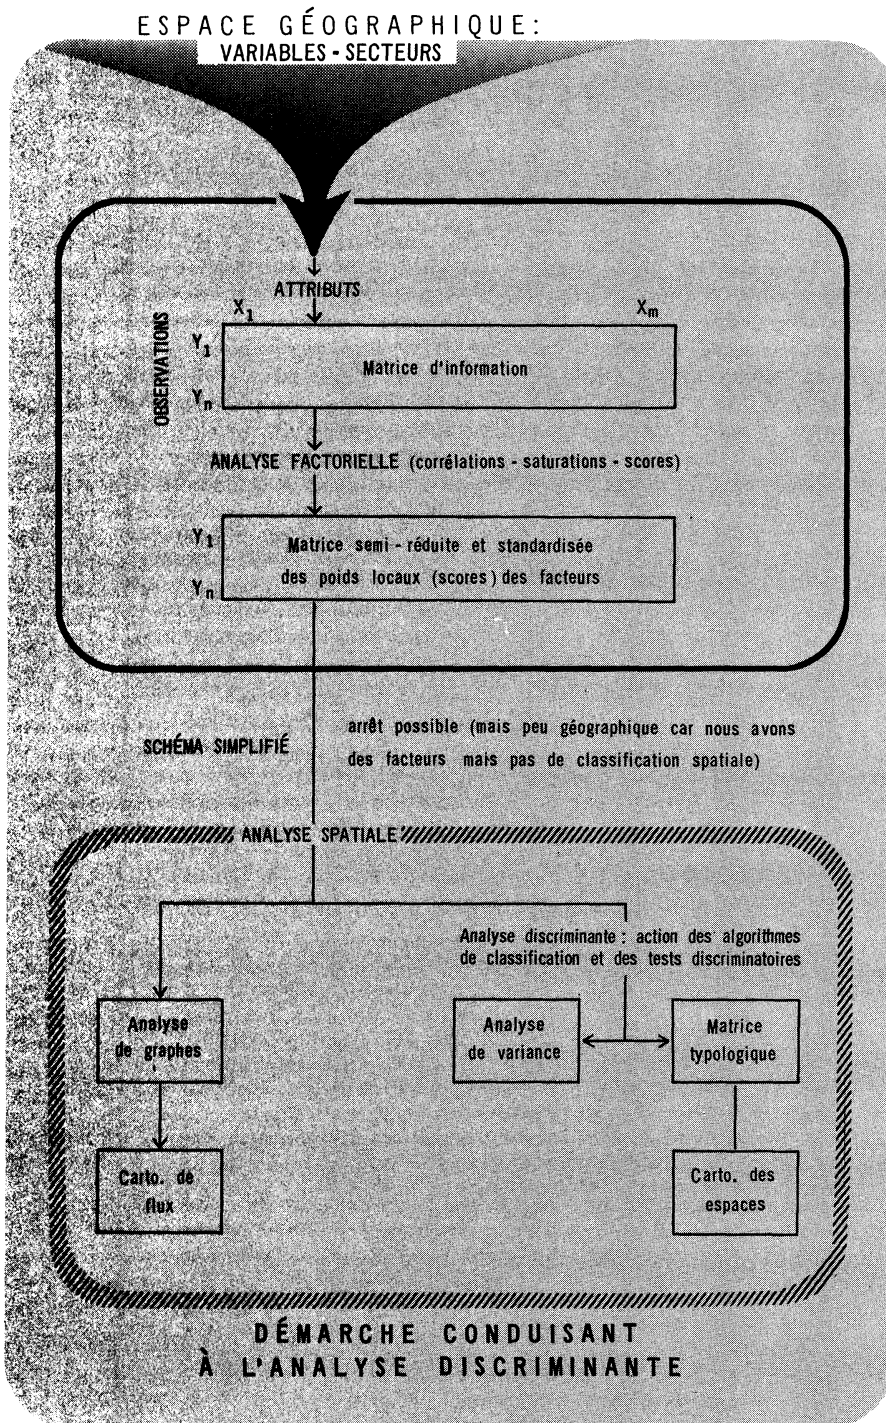 ESPACE GÉOGRAPHIQUE:
VARIABLES - SECTEURS
ATTRIBUTS
X1
Xm
OBSERVATIONS
Y1
Matrice d'information
Yn
ANALYSE FACTORIELLE (corrélations - saturations - scores)
Y1
Matrice semi - réduite et standardisée
des poids locaux (scores) des facteurs
Yn
arrêt possible (mais peu géographique car nous avons
SCHÉMA SIMPLIFIÉ
des facteurs mais pas de classification spatiale)
ANALYSE SPATIALE
Analyse discriminante : action des algorithmes
de classification et des tests discriminatoires
Analyse
de graphes
Analyse
de variance
Matrice
typologique
Carto. de
flux
Carto. des
espaces
DÉMARCHE CONDUISANT
À L'ANALYSE DISCRIMINANTE